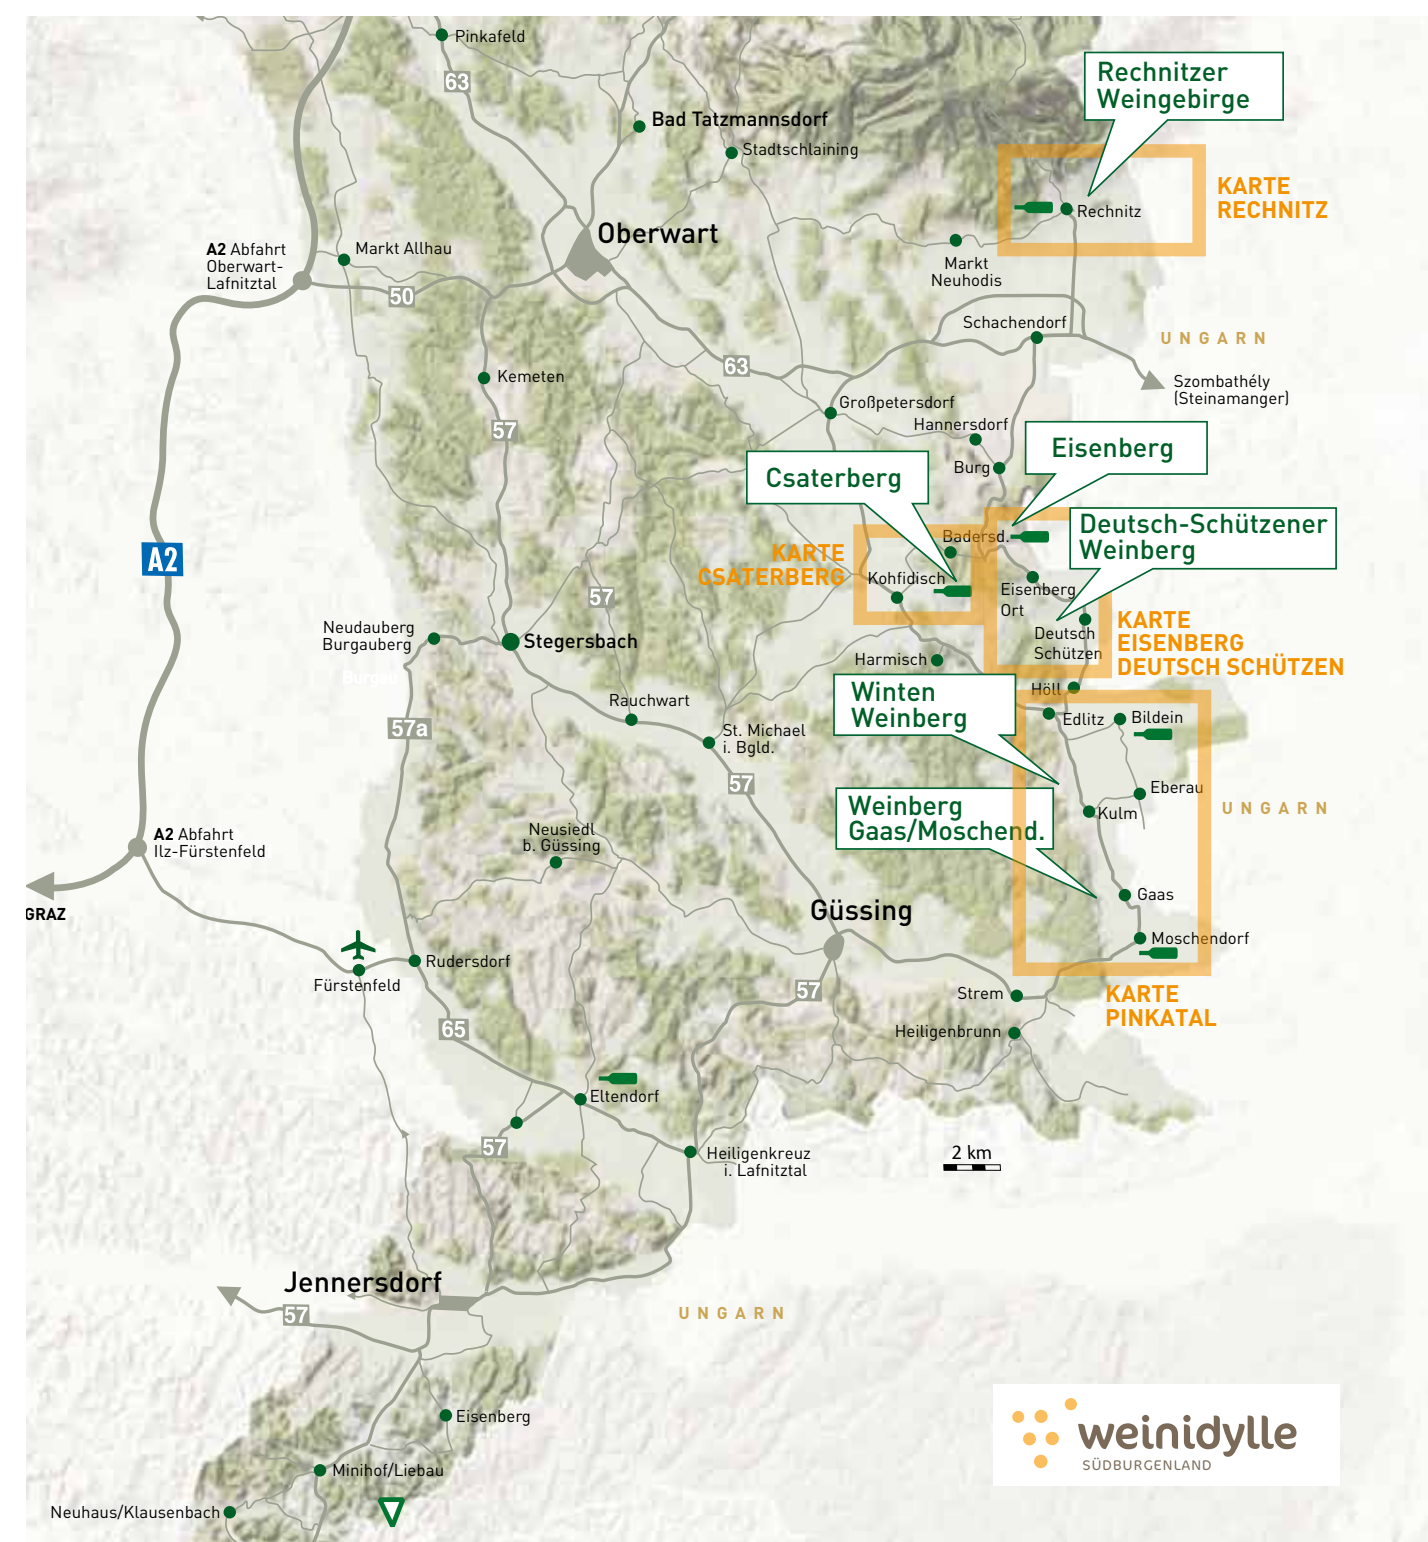 Pinkafeld
63
Rechnitzer
Weingebirge
Bad Tatzmannsdorf
Stadtschlaining
KARTE
RECHNITZ
Rechnitz
Oberwart
A2 Abfahrt
Oberwart-
Lafnitztal
Markt Allhau
Markt
Neuhodis
50
Schachendorf
UNGARN
63
Kemeten
Szombathély
(Steinamanger)
Großpetersdorf
57
Hannersdorf
Eisenberg
Burg
Csaterberg
Deutsch-Schützener
Weinberg
Badersd.
KARTE
CSATERBERG
A2
Kohfidisch
Eisenberg
Ort
57
KARTE
EISENBERG
DEUTSCH SCHÜTZEN
Neudauberg
Burgauberg
Stegersbach
Deutsch
Schützen
Harmisch
Burgau
Höll
Winten
Weinberg
Rauchwart
Edlitz
Bildein
57a
St. Michael
i. Bgld.
57
Eberau
UNGARN
Weinberg
Gaas/Moschend.
Kulm
A2 Abfahrt
Ilz-Fürstenfeld
Neusiedl
b. Güssing
Gaas
GRAZ
Güssing
Moschendorf
Rudersdorf
Fürstenfeld
57
Strem
KARTE
PINKATAL
65
Heiligenbrunn
Eltendorf
57
Heiligenkreuz
i. Lafnitztal
2 km
Jennersdorf
57
UNGARN
Eisenberg
weinidylle
SÜDBURGENLAND
Minihof/Liebau
Neuhaus/Klausenbach